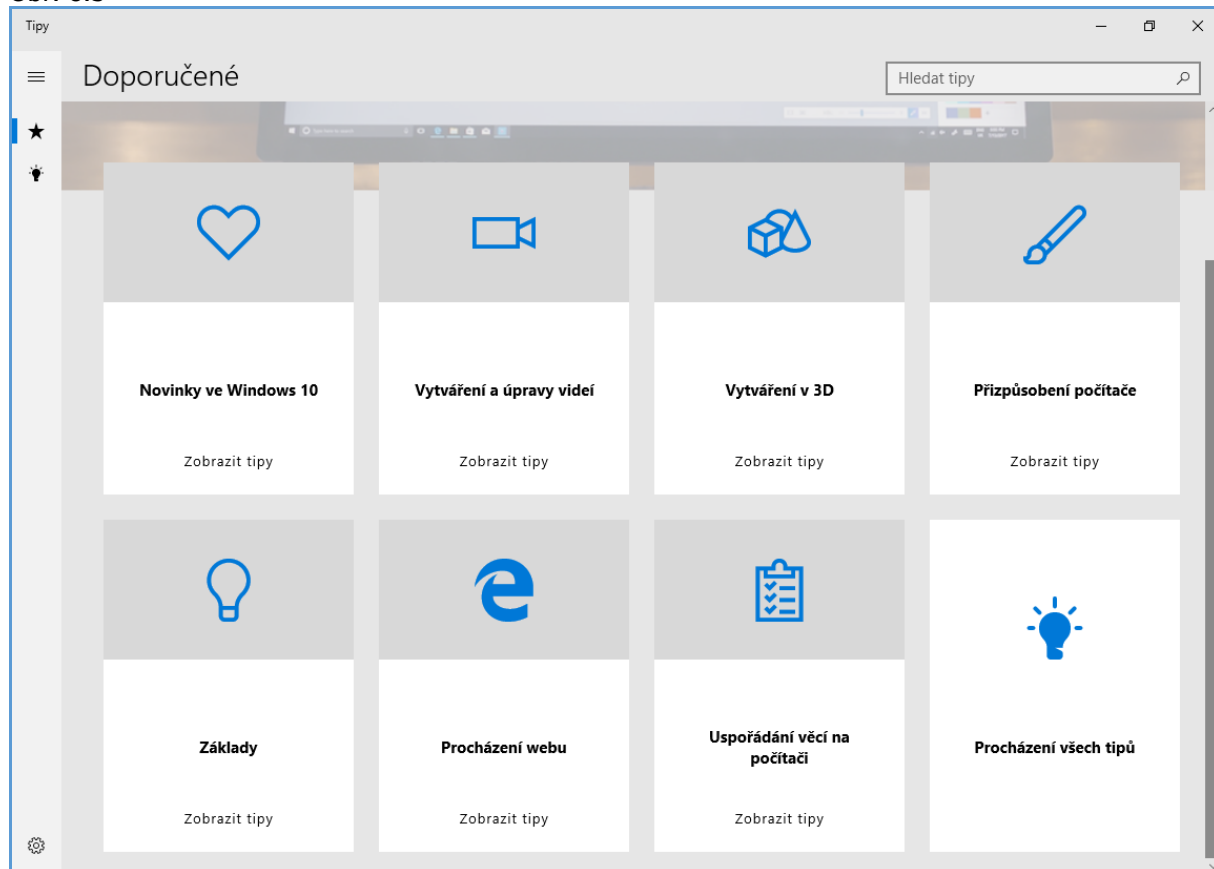 Tipy
Doporučené
Hledat tipy
Novinky ve Windows 10
Vytváření a úpravy videí
Vytváření v 3D
Přizpůsobení počítače
Zobrazit tipy
Zobrazit tipy
Zobrazit tipy
Zobrazit tipy
Základy
Procházení webu
Uspořádání věcí na
počítači
Procházení všech tipů
Zobrazit tipy
Zobrazit tipy
Zobrazit tipy